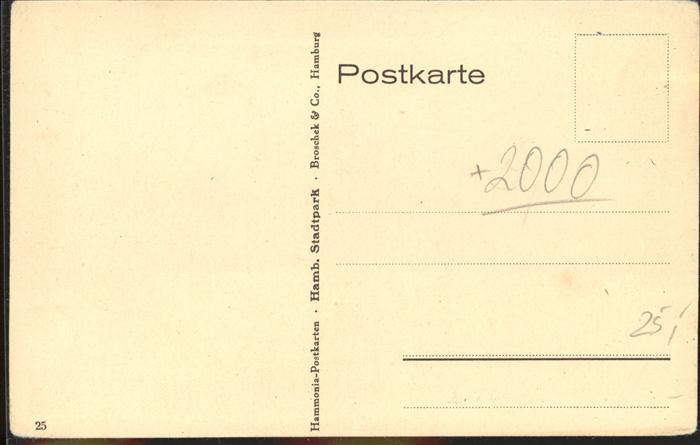 Postkarte
Hammonia-Postkarten · Hamb. Stadtpark · Broschek & Co., Hamburg
+2000
25,
25